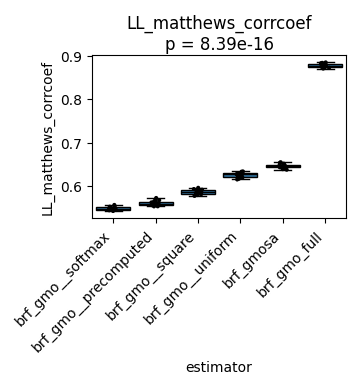 LL_matthews_corrcoef
p = 8.39e-16
LL_matthews_corrcoef
0.9
0.8
0.7
0.6
brf_gmo__softmax
brf_gmo__precomputed
brf_gmo__square
brf_gmo__uniform
brf_gmosa
brf_gmo_full
estimator